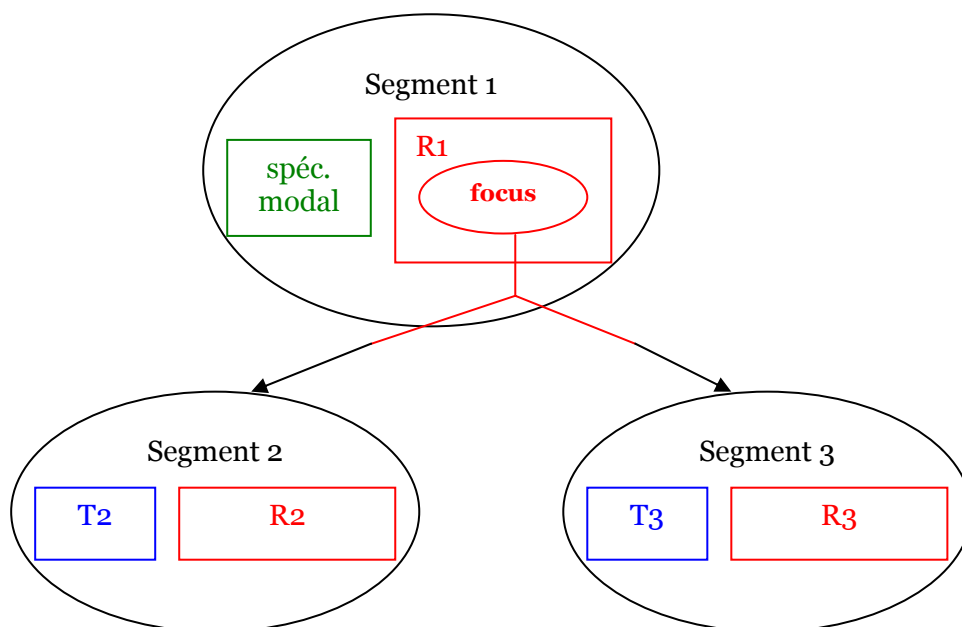 Segment 1
R1
spéc.
modal
focus
Segment 2
T2
R2
Segment 3
T3
R3